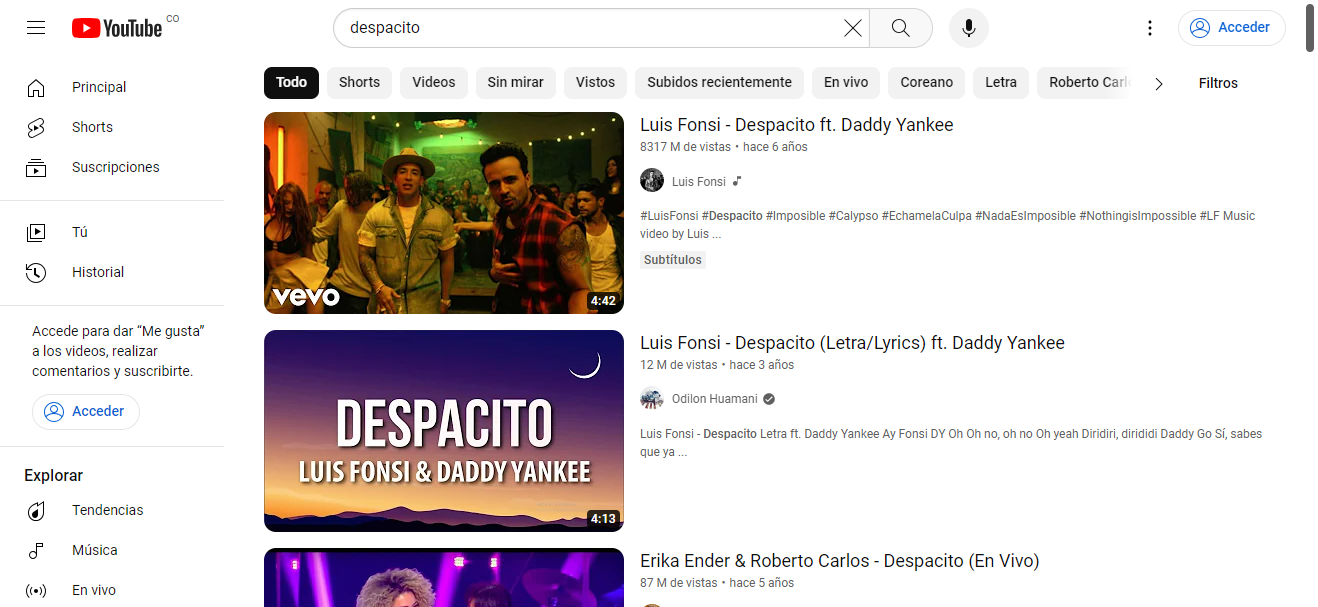 YouTube CO
despacito
Acceder
Principal
Shorts
Suscripciones
Tú
Historial
Accede para dar “Me gusta”
a los videos, realizar
comentarios y suscribirte.
Acceder
Explorar
Tendencias
Música
En vivo
Todo
Shorts
Videos
Sin mirar
Vistos
Subidos recientemente
En vivo
Coreano
Letra
Roberto
Filtros
vevo
4:42
Luis Fonsi - Despacito ft. Daddy Yankee
8317 M de vistas • hace 6 años
Luis Fonsi
#LuisFonsi #Despacito #Imposible #Calypso #EchamelaCulpa #NadaEsImposible #NothingisImpossible #LF Music
video by Luis ...
Subtítulos
DESPACITO
LUIS FONSI & DADDY YANKEE
4:13
Luis Fonsi - Despacito (Letra/Lyrics) ft. Daddy Yankee
12 M de vistas • hace 3 años
Odilon Huamani
Luis Fonsi - Despacito Letra ft. Daddy Yankee Ay Fonsi DY Oh Oh no, oh no Oh yeah Diridiri, dirididi Daddy Go Sí, sabes
que ya ...
Erika Ender & Roberto Carlos - Despacito (En Vivo)
87 M de vistas • hace 5 años